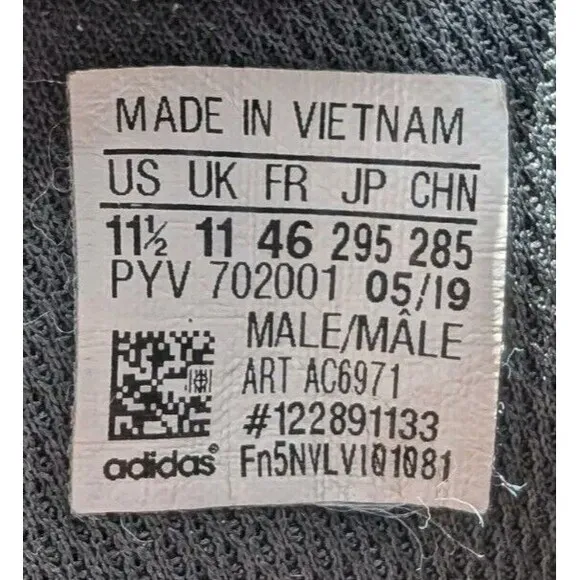 MADE IN VIETNAM
US UK FR JP CHN
11½ 11 46 295 285
PYV 702001 05/19
MALE/MÂLE
ART AC6971
#122891133
adidas® Fn5NVLV101081